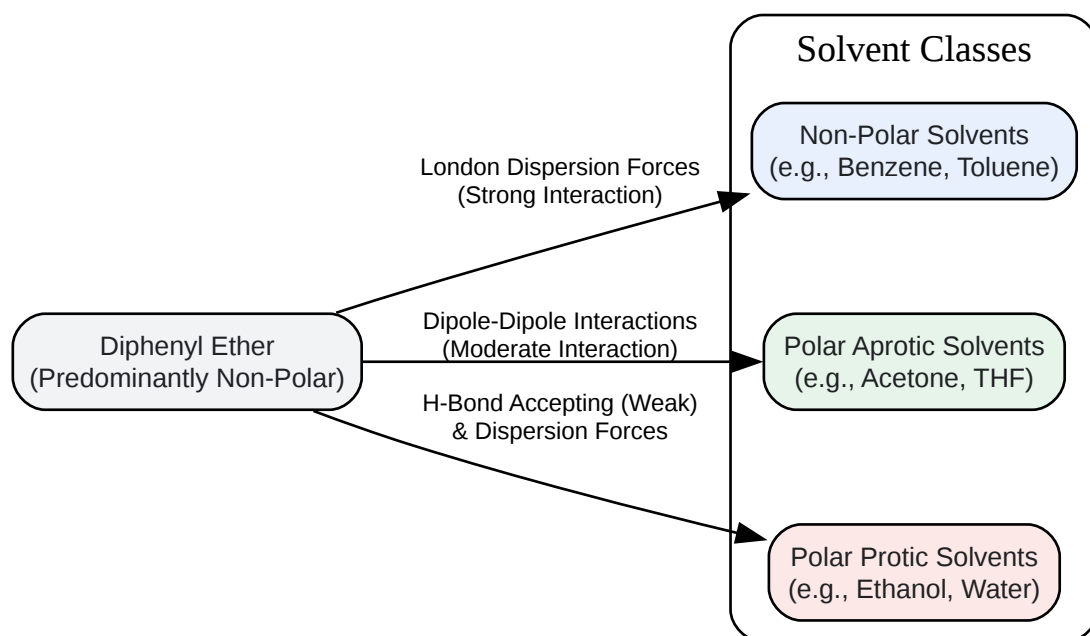 Solvent Classes
Non-Polar Solvents
(e.g., Benzene, Toluene)
London Dispersion Forces
(Strong Interaction)
Diphenyl Ether
(Predominantly Non-Polar)
Dipole-Dipole Interactions
(Moderate Interaction)
Polar Aprotic Solvents
(e.g., Acetone, THF)
H-Bond Accepting (Weak)
& Dispersion Forces
Polar Protic Solvents
(e.g., Ethanol, Water)